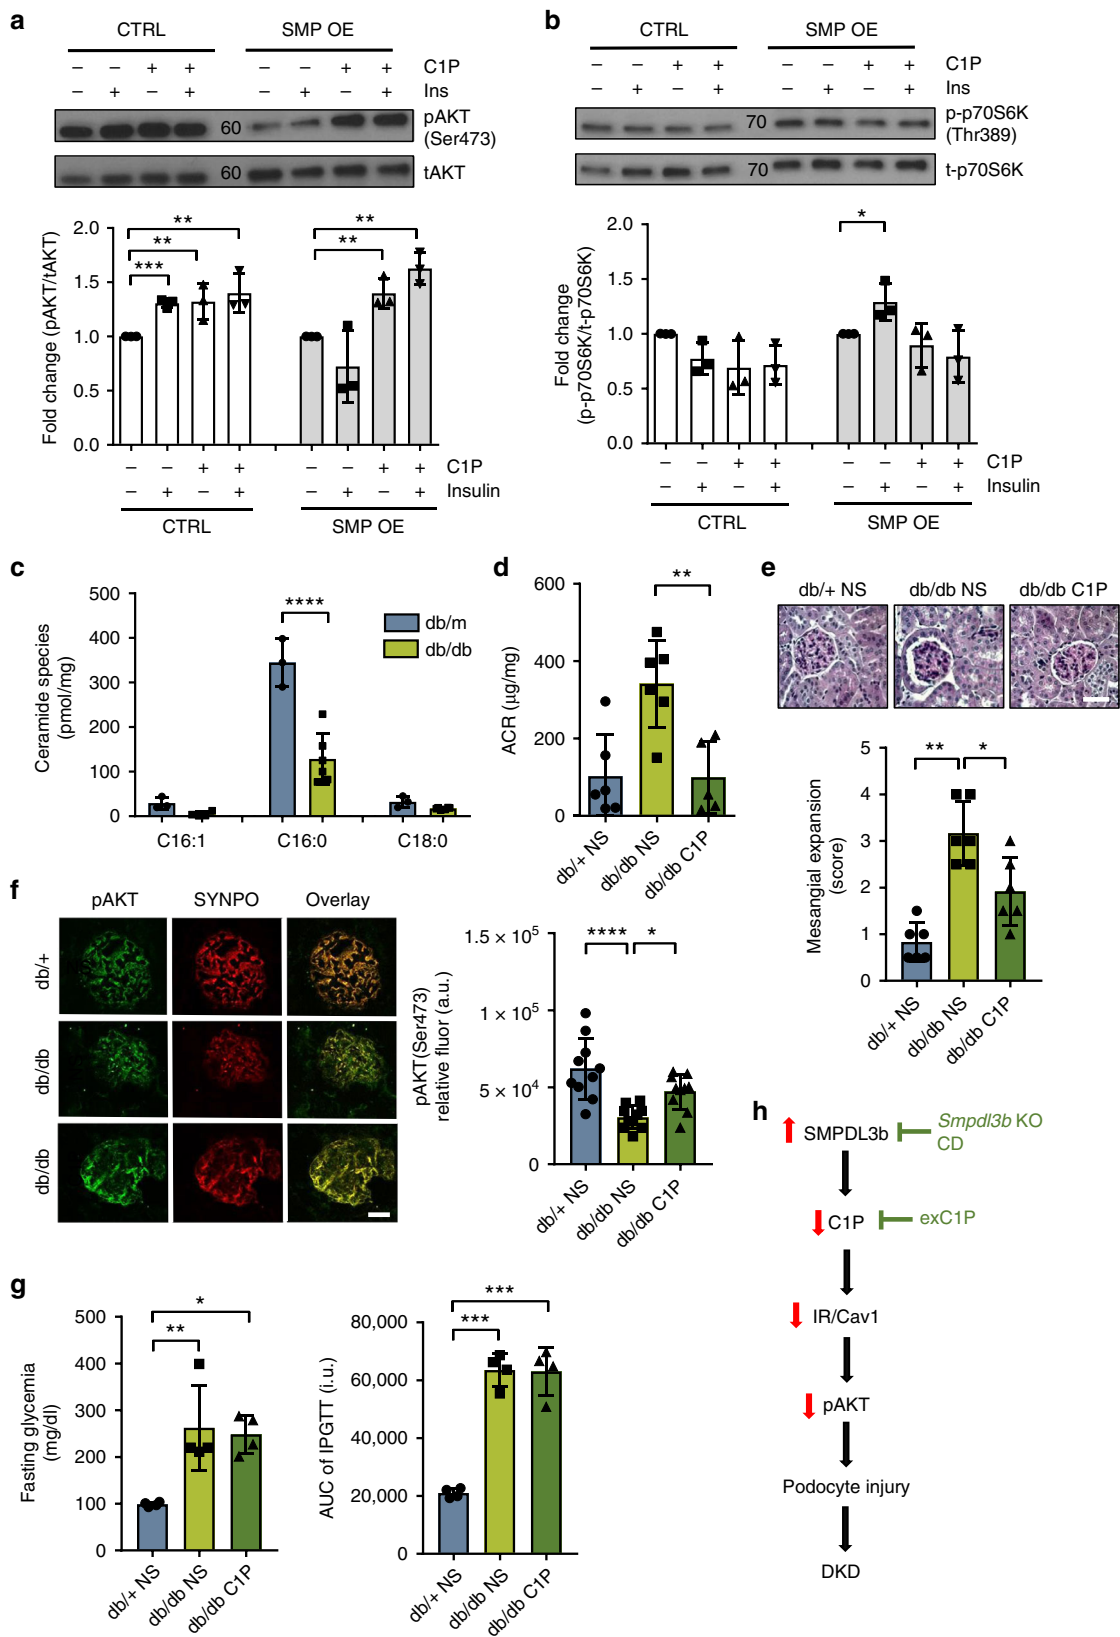 a
CTRL SMP OE
− − + + − − + + C1P
− + − + − + − + Ins
60 pAKT
(Ser473)
60 tAKT
Fold change (pAKT/tAKT)
2.0
1.5
1.0
0.5
0.0
*** ** ** ** **
− − + + − − + + C1P
− + − + − + − + Insulin
CTRL SMP OE
b
CTRL SMP OE
− − + + − − + + C1P
− + − + − + − + Ins
70 p-p70S6K
(Thr389)
70 t-p70S6K
Fold change
(p-p70S6K/t-p70S6K)
2.0
1.5
1.0
0.5
0.0
*
− − + + − − + + C1P
− + − + − + − + Insulin
CTRL SMP OE
c
Ceramide species
(pmol/mg)
500
400
300
200
100
0
****
db/m
db/db
C16:1 C16:0 C18:0
d
ACR (µg/mg)
600
400
200
0
**
db/+ NS
db/db NS
db/db C1P
e
db/+ NS db/db NS db/db C1P
Mesangial expansion
(score)
5
4
3
2
1
0
** *
db/+ NS
db/db NS
db/db C1P
f
pAKT SYNPO Overlay
db/+
db/db
db/db
pAKT(Ser473)
relative fluor (a.u.)
1.5 × 10⁵
1 × 10⁵
5 × 10⁴
0
**** *
db/+ NS
db/db NS
db/db C1P
g
Fasting glycemia
(mg/dl)
500
400
300
200
100
0
** *
db/+ NS
db/db NS
db/db C1P
AUC of IPGTT (i.u.)
80,000
60,000
40,000
20,000
0
*** ***
db/+ NS
db/db NS
db/db C1P
h
SMPDL3b Smpdl3b KO
CD
C1P exC1P
IR/Cav1
pAKT
Podocyte injury
DKD